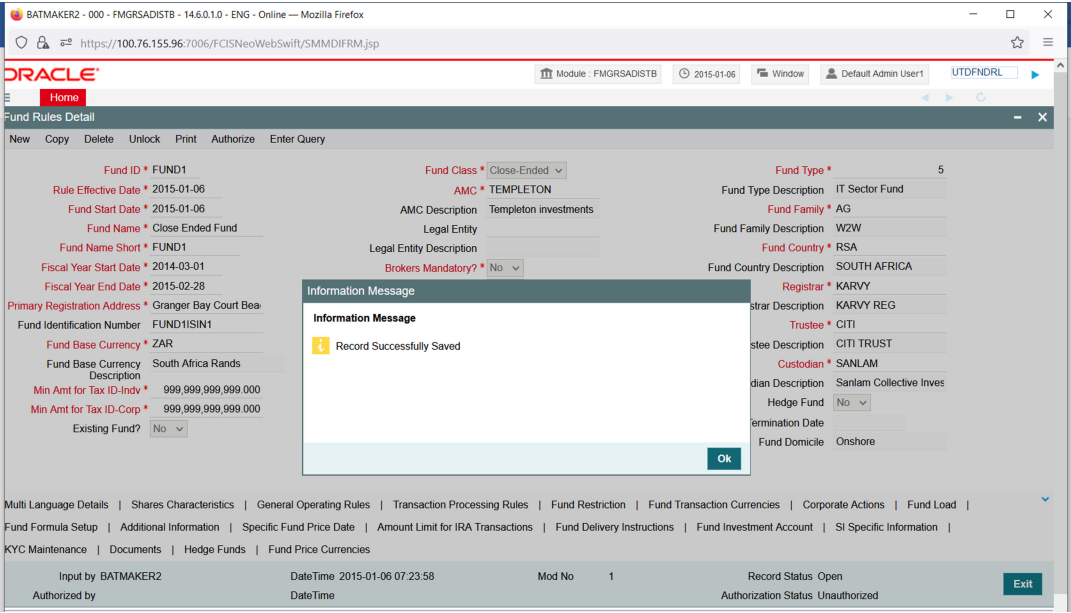 BATMAKER2 - 000 - FMGRSADISTB - 14.6.0.1.0 - ENG - Online — Mozilla Firefox
https://100.76.155.96:7006/FCISNeoWebSwift/SMMDIFRM.jsp
ORACLE Module : FMGRSADISTB 2015-01-06 Window Default Admin User1 UTDFNDRL
Home
Fund Rules Detail
New Copy Delete Unlock Print Authorize Enter Query
Fund ID * FUND1 Fund Class * Close-Ended Fund Type * 5
Rule Effective Date * 2015-01-06 AMC * TEMPLETON Fund Type Description IT Sector Fund
Fund Start Date * 2015-01-06 AMC Description Templeton investments Fund Family * AG
Fund Name * Close Ended Fund Legal Entity Fund Family Description W2W
Fund Name Short * FUND1 Legal Entity Description Fund Country * RSA
Fiscal Year Start Date * 2014-03-01 Brokers Mandatory? * No Fund Country Description SOUTH AFRICA
Fiscal Year End Date * 2015-02-28 Information Message Registrar * KARVY
Primary Registration Address * Granger Bay Court Bea strar Description KARVY REG
Information Message
Fund Identification Number FUND1ISIN1 Trustee * CITI
Fund Base Currency * ZAR Record Successfully Saved stee Description CITI TRUST
Fund Base Currency Description South Africa Rands Custodian * SANLAM
Min Amt for Tax ID-Indv * 999,999,999,999.000 dian Description Sanlam Collective Inves
Min Amt for Tax ID-Corp * 999,999,999,999.000 Hedge Fund No
Existing Fund? No Termination Date
Fund Domicile Onshore
Ok
Multi Language Details | Shares Characteristics | General Operating Rules | Transaction Processing Rules | Fund Restriction | Fund Transaction Currencies | Corporate Actions | Fund Load |
Fund Formula Setup | Additional Information | Specific Fund Price Date | Amount Limit for IRA Transactions | Fund Delivery Instructions | Fund Investment Account | SI Specific Information |
KYC Maintenance | Documents | Hedge Funds | Fund Price Currencies
Input by BATMAKER2 DateTime 2015-01-06 07:23:58 Mod No 1 Record Status Open
Authorized by DateTime Authorization Status Unauthorized
Exit